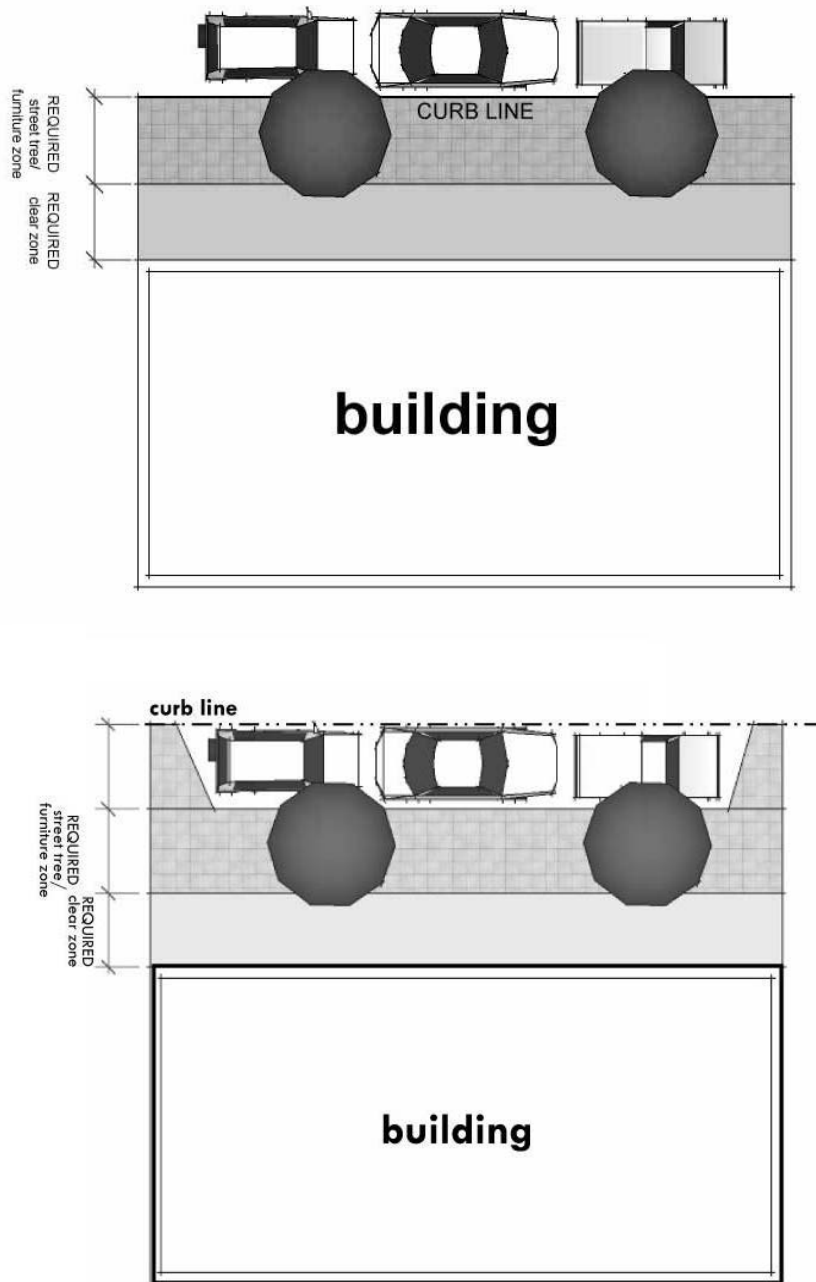 CURB LINE
REQUIRED
street tree/
furniture zone
REQUIRED
clear zone
building
curb line
REQUIRED
street tree/
furniture zone
REQUIRED
clear zone
building